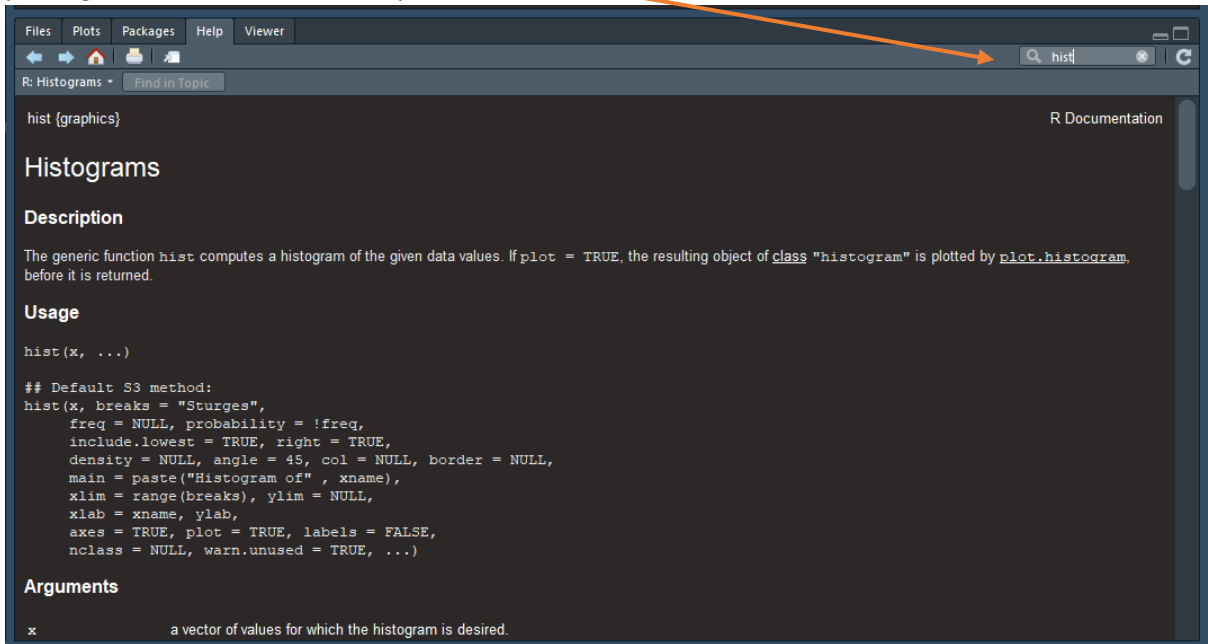 Files Plots Packages Help Viewer
hist
R: Histograms Find in Topic
hist {graphics} R Documentation
Histograms
Description
The generic function hist computes a histogram of the given data values. If plot = TRUE, the resulting object of class "histogram" is plotted by plot.histogram,
before it is returned.
Usage
hist(x, ...)
## Default S3 method:
hist(x, breaks = "Sturges",
freq = NULL, probability = !freq,
include.lowest = TRUE, right = TRUE,
density = NULL, angle = 45, col = NULL, border = NULL,
main = paste("Histogram of" , xname),
xlim = range(breaks), ylim = NULL,
xlab = xname, ylab,
axes = TRUE, plot = TRUE, labels = FALSE,
nclass = NULL, warn.unused = TRUE, ...)
Arguments
x a vector of values for which the histogram is desired.